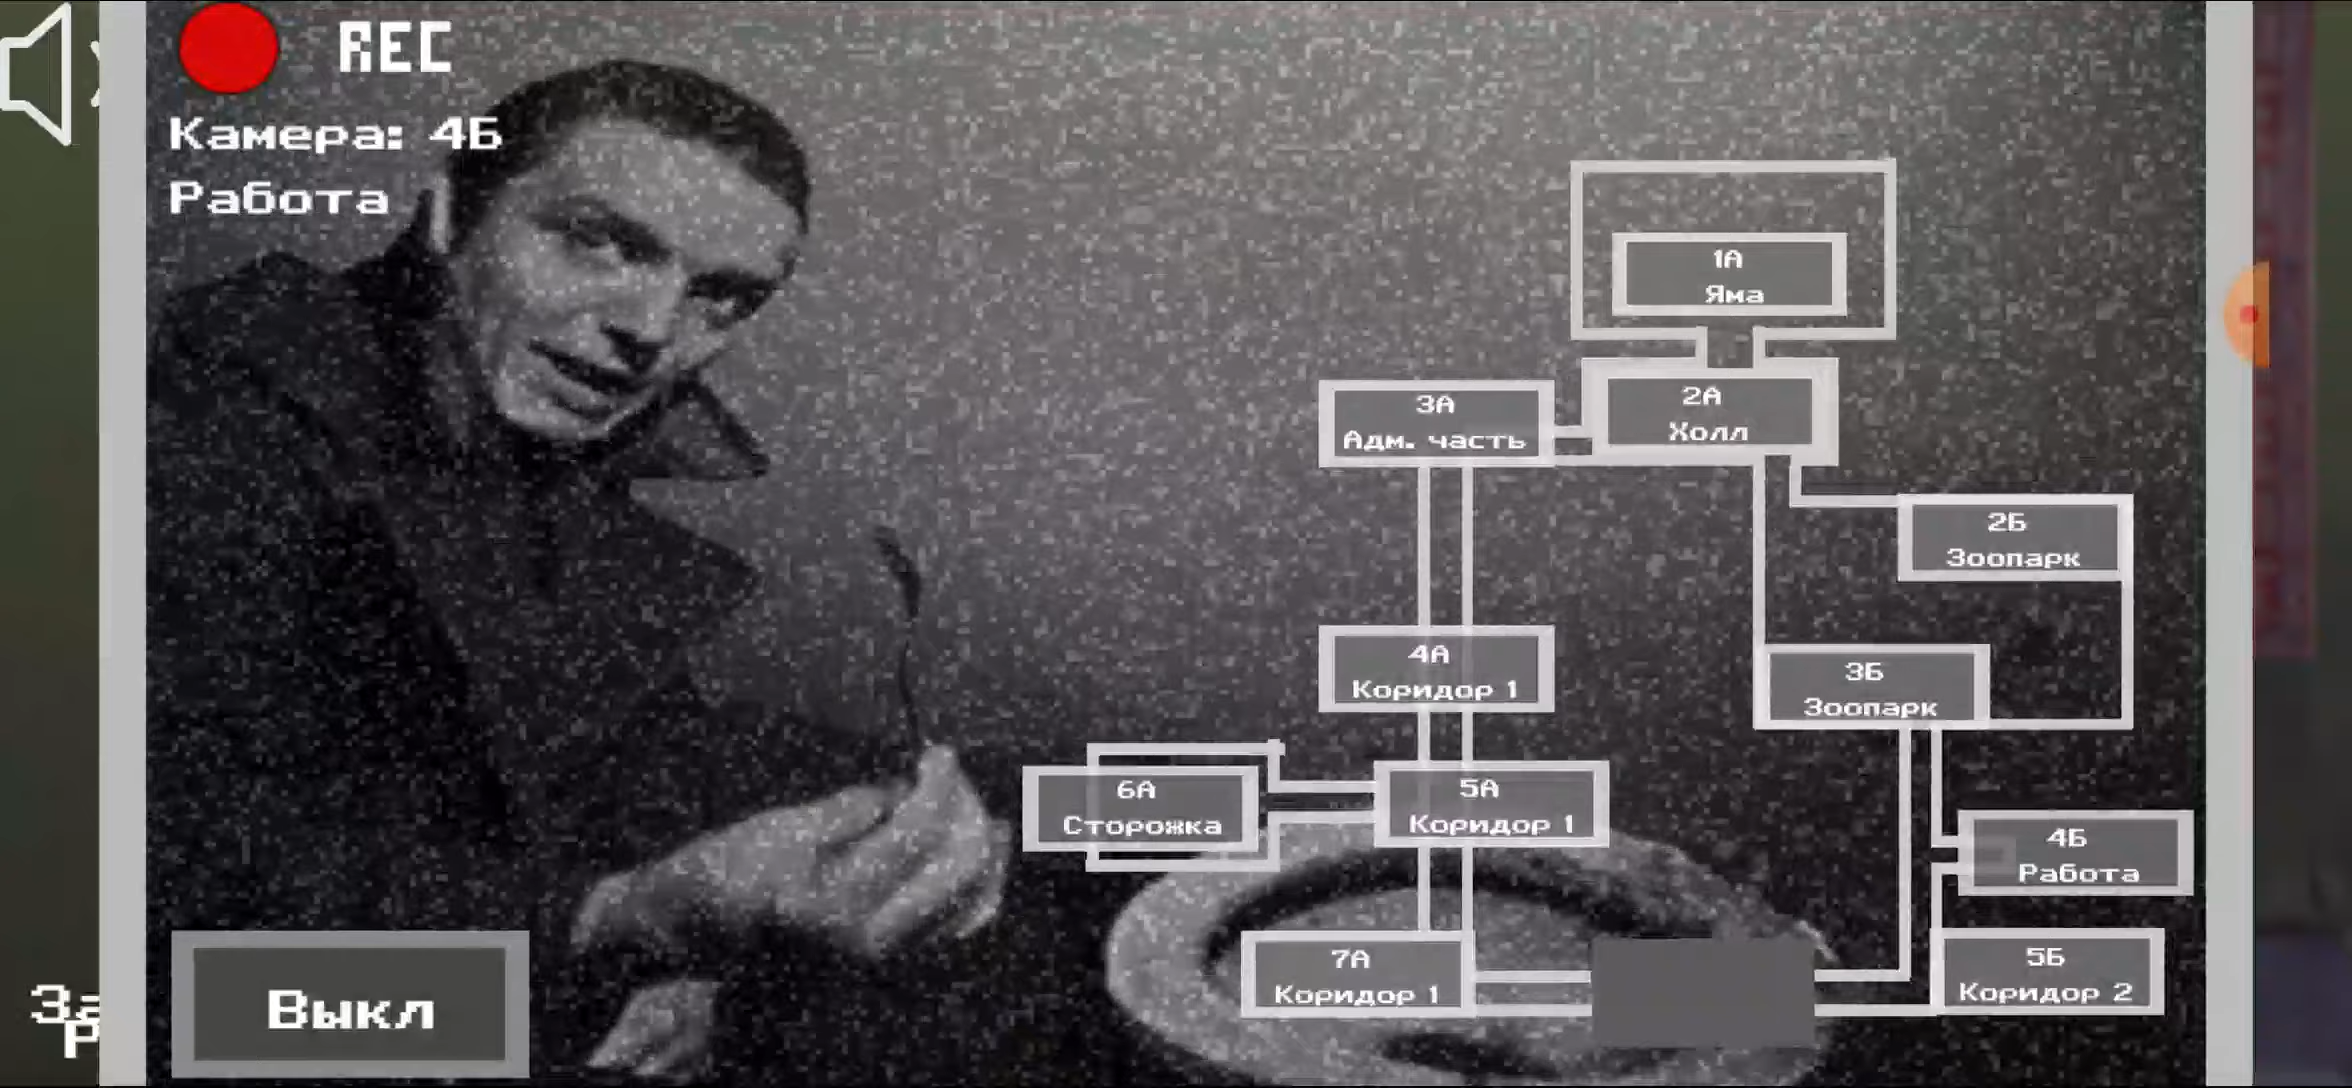 REC
Камера: 4Б
Работа
1А
Яма
3А
Адм. часть
2А
Холл
2Б
Зоопарк
4А
Коридор 1
3Б
Зоопарк
6А
Сторожка
5А
Коридор 1
4Б
Работа
7А
Коридор 1
5Б
Коридор 2
Выкл